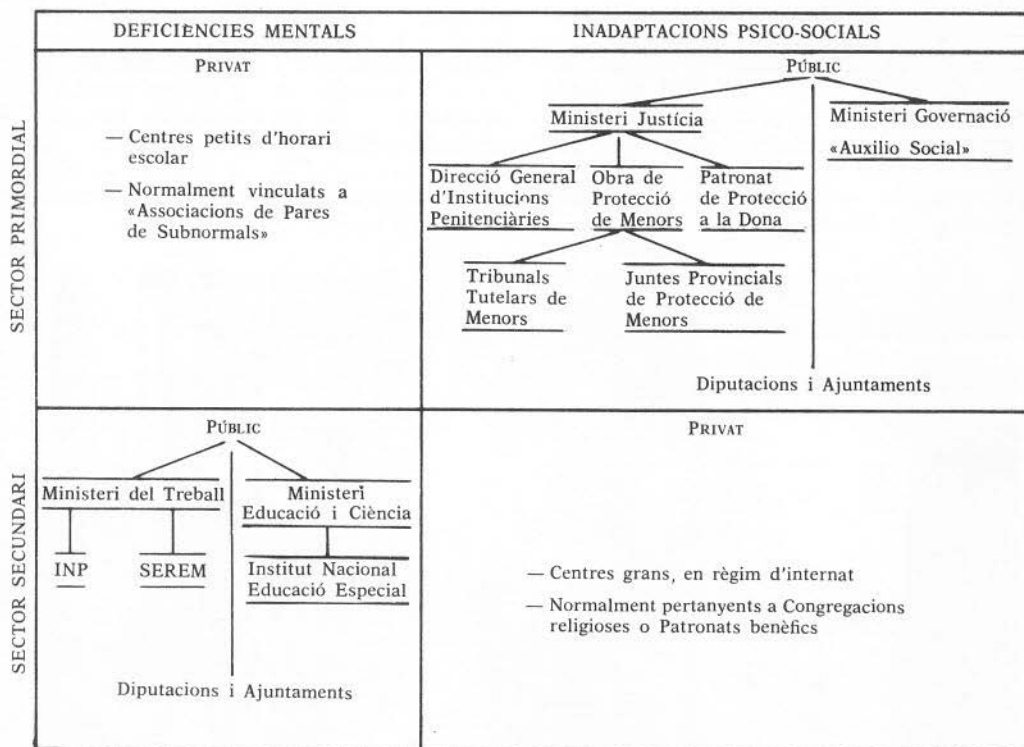 DEFICIÈNCIES MENTALS
INADAPTACIONS PSICO-SOCIALS
SECTOR PRIMORDIAL
PRIVAT
— Centres petits d'horari
escolar
— Normalment vinculats a
«Associacions de Pares
de Subnormals»
PÚBLIC
Ministeri Justícia
Ministeri Governació
«Auxilio Social»
Direcció General
d'Institucions
Penitenciàries
Obra de
Protecció
de Menors
Patronat
de Protecció
a la Dona
Tribunals
Tutelars de
Menors
Juntes Provincials
de Protecció de
Menors
Diputacions i Ajuntaments
SECTOR SECUNDARI
PÚBLIC
Ministeri del Treball
Ministeri
Educació i Ciència
INP
SEREM
Institut Nacional
Educació Especial
Diputacions i Ajuntaments
PRIVAT
— Centres grans, en règim d'internat
— Normalment pertanyents a Congregacions
religioses o Patronats benèfics